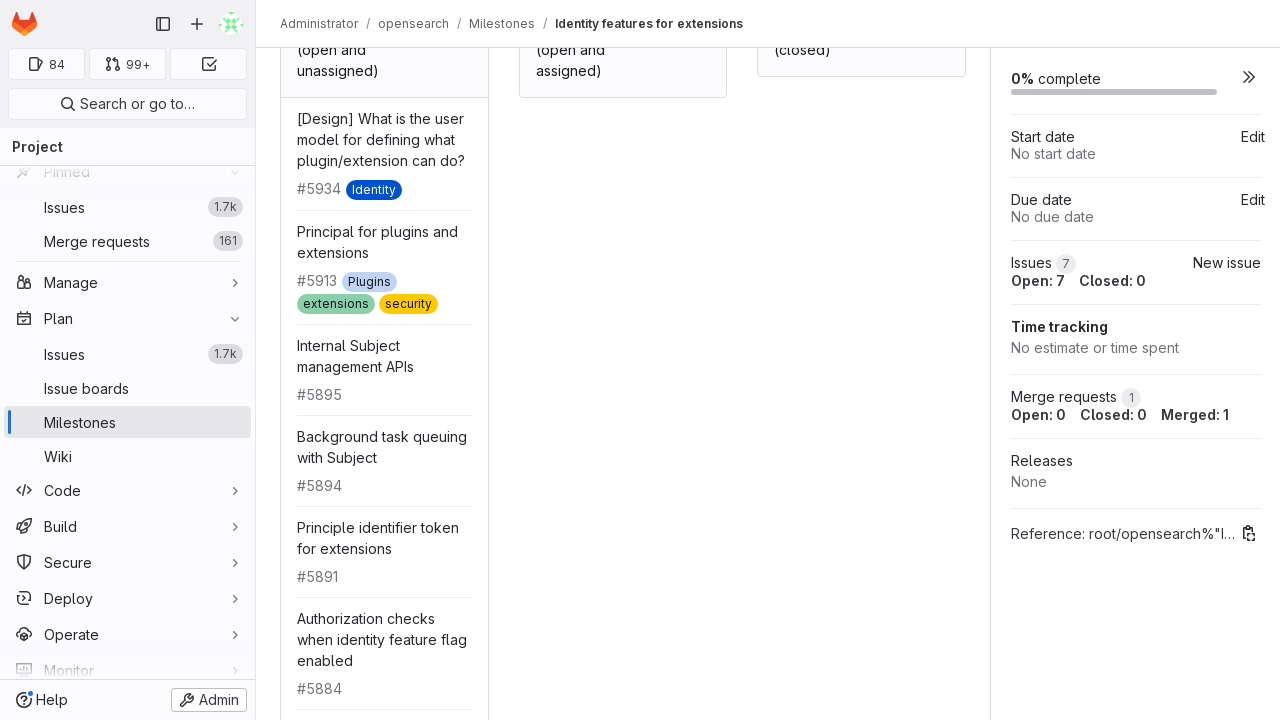 Administrator / opensearch / Milestones / Identity features for extensions
84
99+
Search or go to…
Project
Pinned
Issues 1.7k
Merge requests 161
Manage
Plan
Issues 1.7k
Issue boards
Milestones
Wiki
Code
Build
Secure
Deploy
Operate
Monitor
Help
Admin
(open and
unassigned)
[Design] What is the user
model for defining what
plugin/extension can do?
#5934 Identity
Principal for plugins and
extensions
#5913 Plugins
extensions security
Internal Subject
management APIs
#5895
Background task queuing
with Subject
#5894
Principle identifier token
for extensions
#5891
Authorization checks
when identity feature flag
enabled
#5884
(open and
assigned)
(closed)
0% complete
Start date Edit
No start date
Due date Edit
No due date
Issues 7 New issue
Open: 7 Closed: 0
Time tracking
No estimate or time spent
Merge requests 1
Open: 0 Closed: 0 Merged: 1
Releases
None
Reference: root/opensearch%"I…